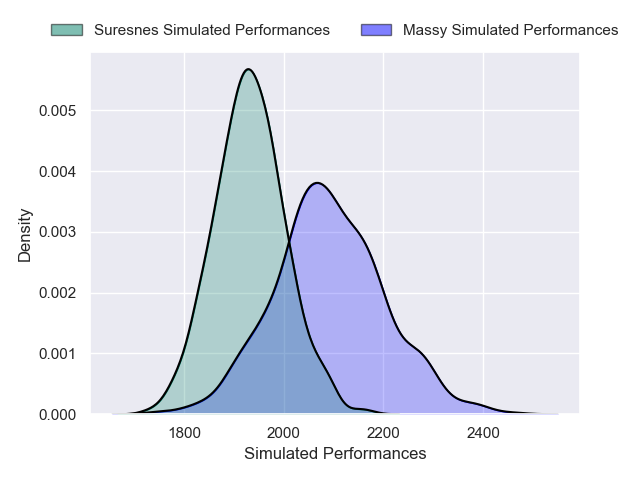 Suresnes Simulated Performances
Massy Simulated Performances
0.005
0.004
0.003
0.002
0.001
0.000
Density
1800
2000
2200
2400
Simulated Performances